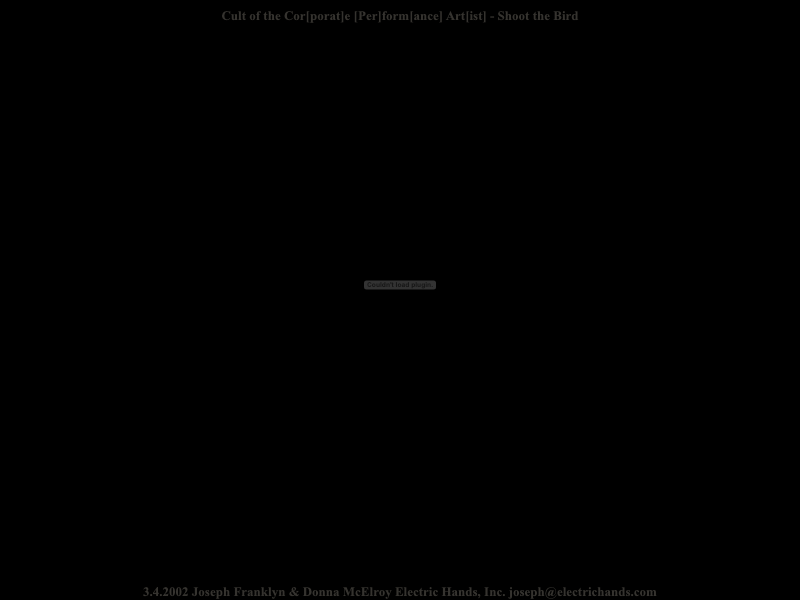 Cult of the Cor[porat]e [Per[form]ance] Art[ist] - Shoot the Bird
Couldn't load plugin.
3.4.2002 Joseph Franklyn & Donna McElroy Electric Hands, Inc. joseph@electrichands.com